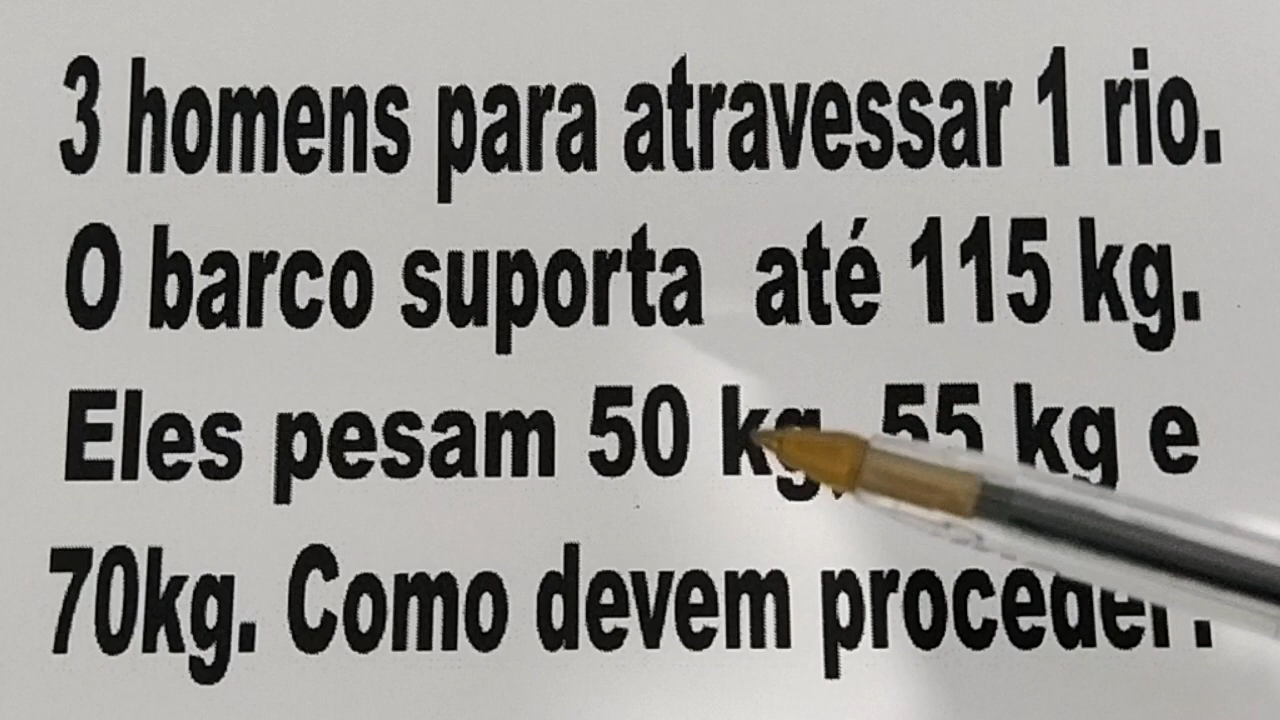 3 homens para atravessar 1 rio.
O barco suporta até 115 kg.
Eles pesam 50 kg, 55 kg e
70kg. Como devem proceder?